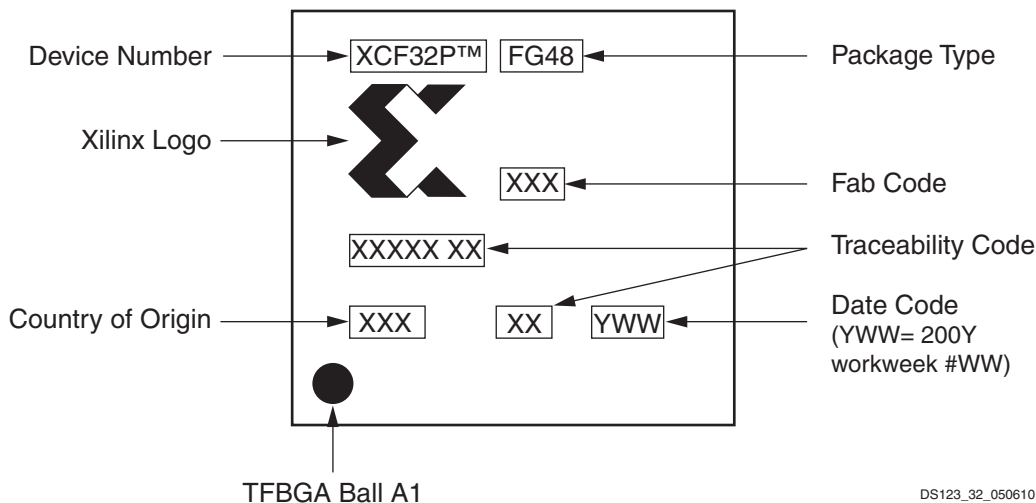 Device Number XCF32P™ FG48 Package Type
Xilinx Logo
XXX Fab Code
XXXXX XX Traceability Code
Country of Origin XXX XX YWW Date Code
(YWW= 200Y
workweek #WW)
TFBGA Ball A1
DS123_32_050610